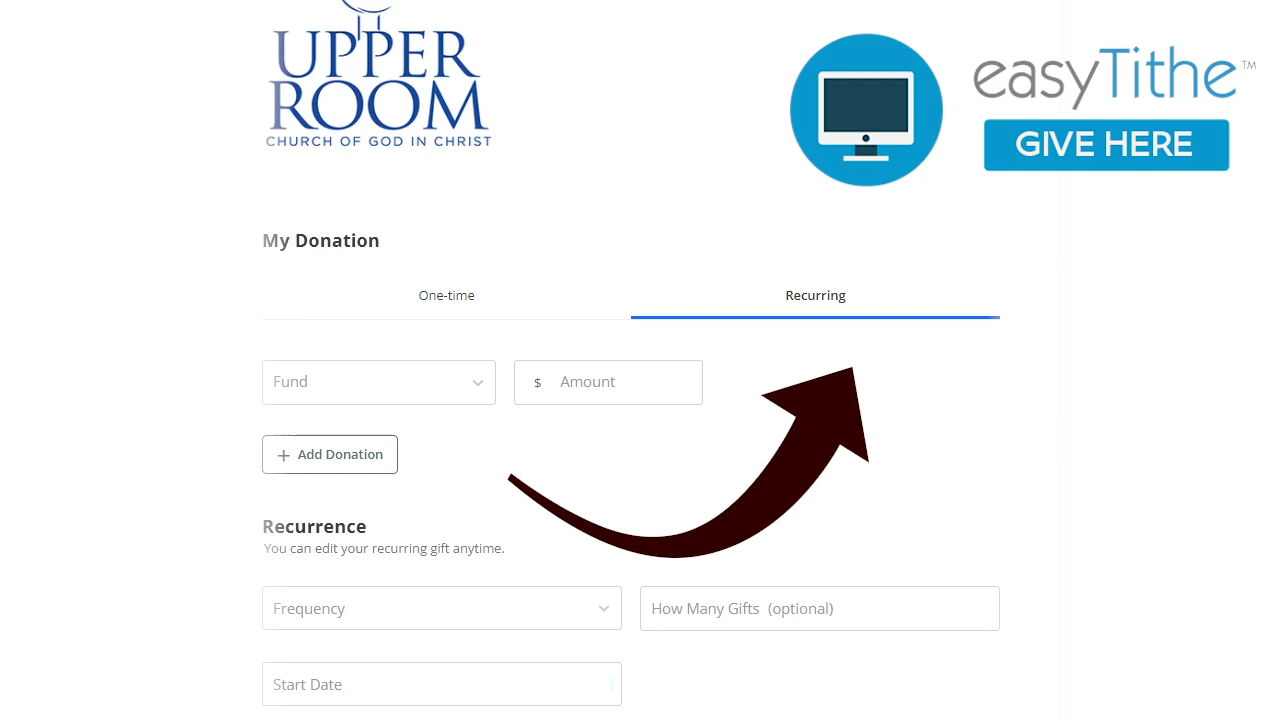 UPPER
ROOM
CHURCH OF GOD IN CHRIST
easyTithe™
GIVE HERE
My Donation
One-time
Recurring
Fund
$ Amount
+ Add Donation
Recurrence
You can edit your recurring gift anytime.
Frequency
How Many Gifts (optional)
Start Date